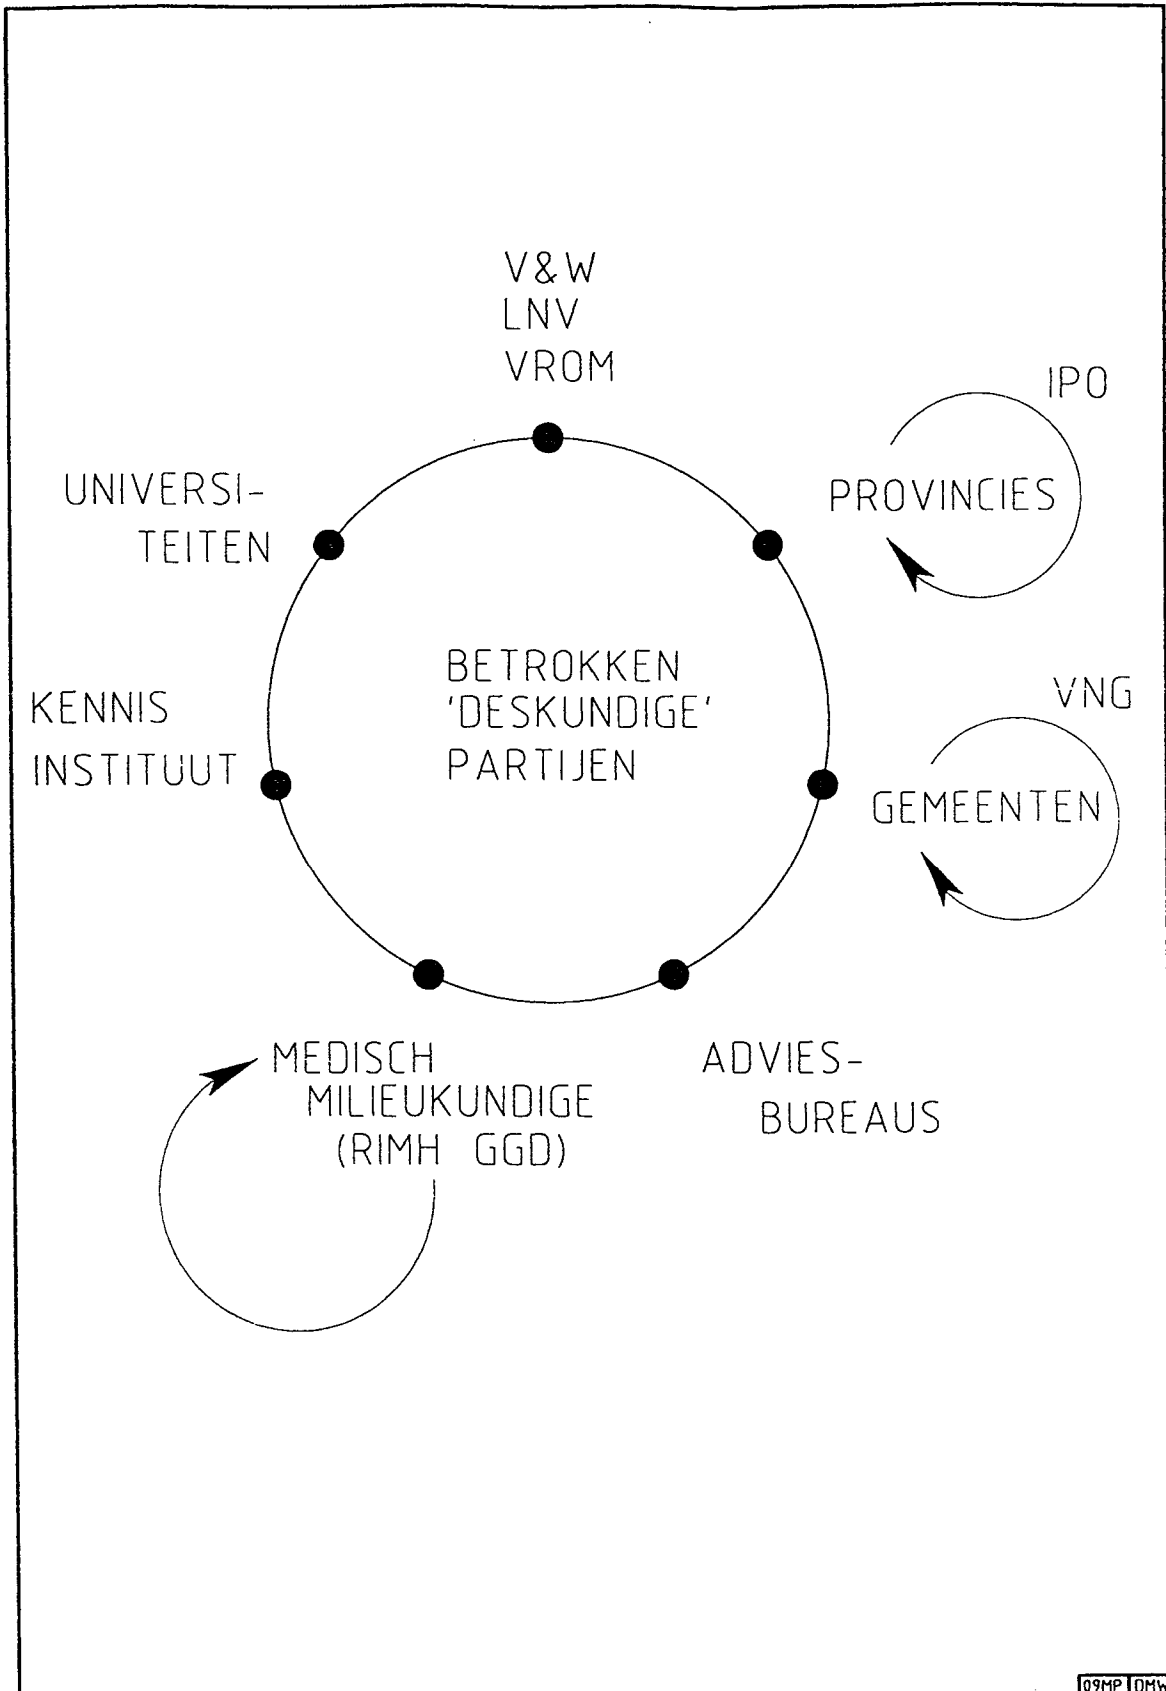 V&W
LNV
VROM
IPO
PROVINCIES
UNIVERSI-
TEITEN
BETROKKEN
'DESKUNDIGE'
PARTIJEN
KENNIS
INSTITUUT
VNG
GEMEENTEN
MEDISCH
MILIEUKUNDIGE
(RIMH GGD)
ADVIES-
BUREAUS
09MP DMW